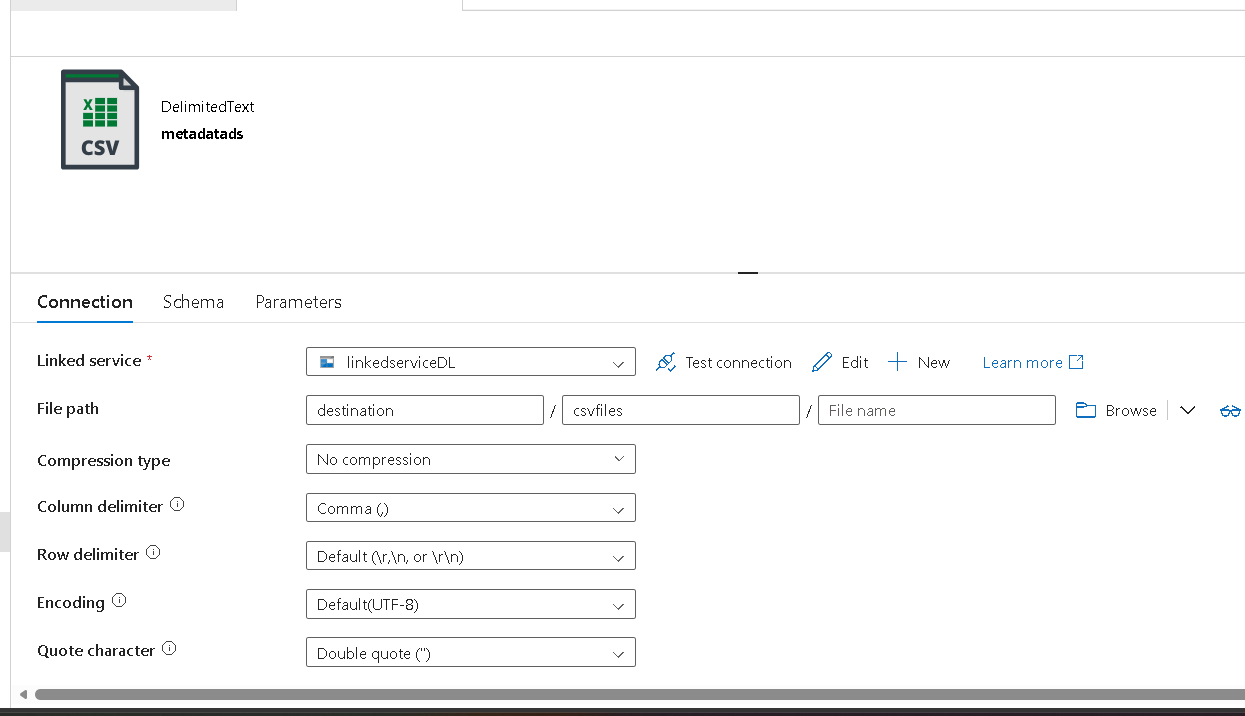 X
CSV
DelimitedText
metadatads
Connection Schema Parameters
Linked service * linkedserviceDL Test connection Edit New Learn more
File path destination / csvfiles / File name Browse
Compression type No compression
Column delimiter Comma (,)
Row delimiter Default (\r,\n, or \r\n)
Encoding Default(UTF-8)
Quote character Double quote (")